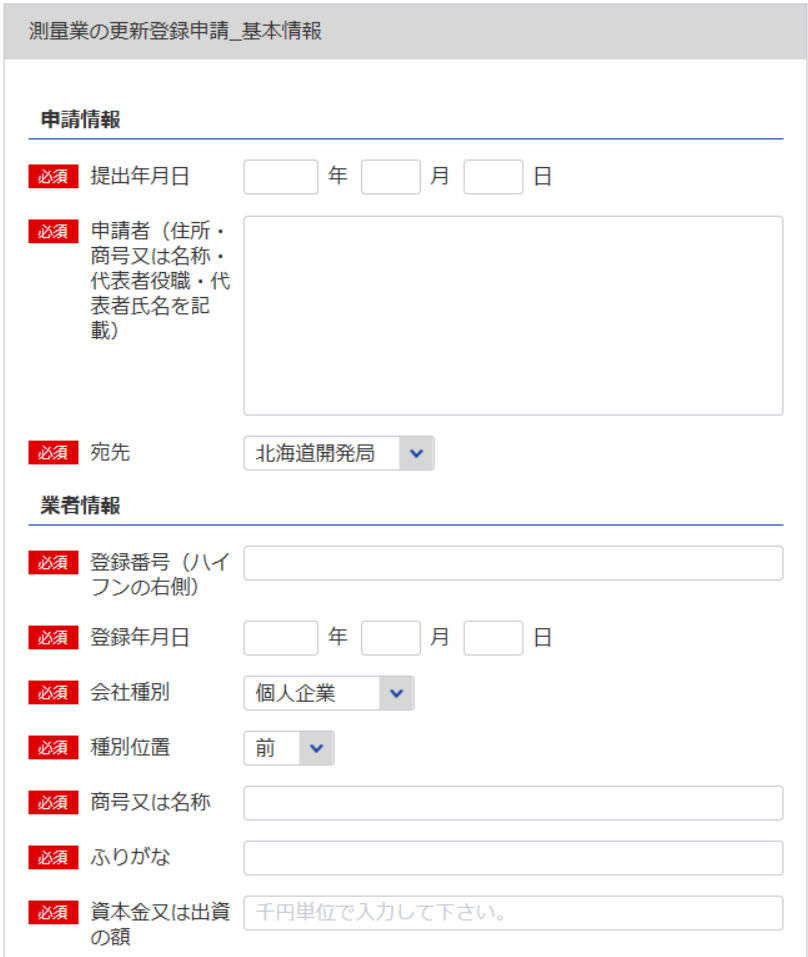 測量業の更新登録申請_基本情報
申請情報
必須 提出年月日 年 月 日
必須 申請者（住所・
商号又は名称・
代表者役職・代
表者氏名を記
載）
必須 宛先 北海道開発局
業者情報
必須 登録番号（ハイ
フンの右側）
必須 登録年月日 年 月 日
必須 会社種別 個人企業
必須 種別位置 前
必須 商号又は名称
必須 ふりがな
必須 資本金又は出資 千円単位で入力して下さい。
の額